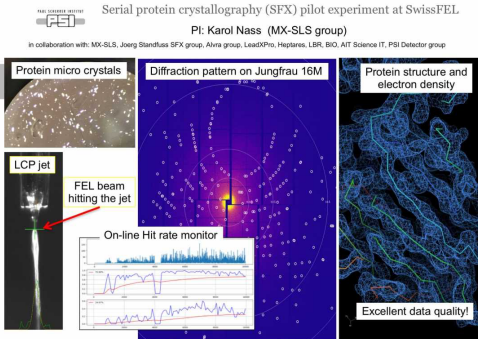 PAUL SCHERRER INSTITUT
PSI
Serial protein crystallography (SFX) pilot experiment at SwissFEL
PI: Karol Nass (MX-SLS group)
in collaboration with: MX-SLS, Joerg Standfuss SFX group, Alvra group, LeadXPro, Heptares, LBR, BIO, AIT Science IT, PSI Detector group
Protein micro crystals
Diffraction pattern on Jungfrau 16M
Protein structure and
electron density
LCP jet
FEL beam
hitting the jet
On-line Hit rate monitor
Excellent data quality!